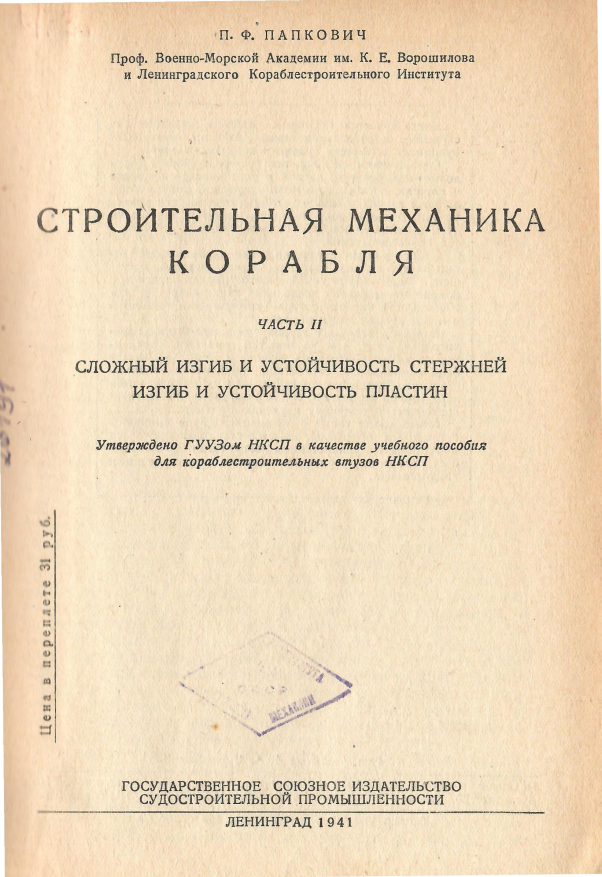 П. Ф. ПАПКОВИЧ
Проф. Военно-Морской Академии им. К. Е. Ворошилова
и Ленинградского Кораблестроительного Института
СТРОИТЕЛЬНАЯ МЕХАНИКА
КОРАБЛЯ
ЧАСТЬ II
СЛОЖНЫЙ ИЗГИБ И УСТОЙЧИВОСТЬ СТЕРЖНЕЙ
ИЗГИБ И УСТОЙЧИВОСТЬ ПЛАСТИН
Утверждено ГУУЗом НКСП в качестве учебного пособия
для кораблестроительных втузов НКСП
Цена в переплете 31 руб.
МЕХАНИКИ
ГОСУДАРСТВЕННОЕ СОЮЗНОЕ ИЗДАТЕЛЬСТВО
СУДОСТРОИТЕЛЬНОЙ ПРОМЫШЛЕННОСТИ
ЛЕНИНГРАД 1941